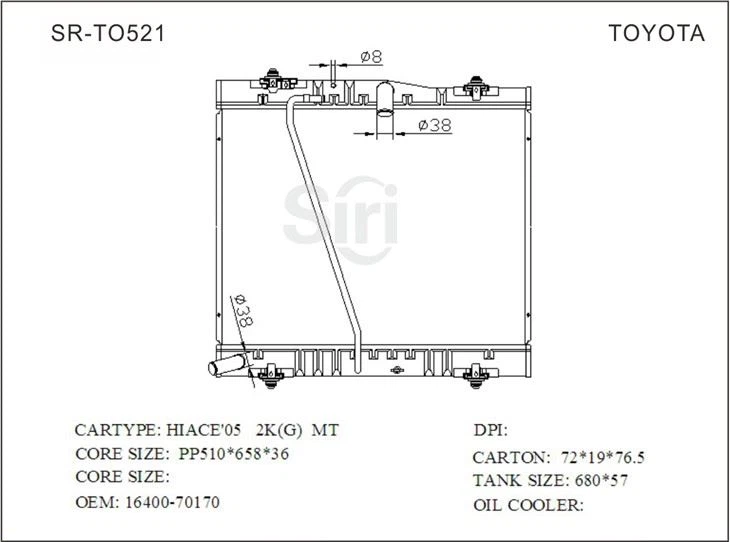 SR-TO521 TOYOTA
ø8
ø38
Siri
ø38
CARTYPE: HIACE'05 2K(G) MT
CORE SIZE: PP510*658*36
CORE SIZE:
OEM: 16400-70170
DPI:
CARTON: 72*19*76.5
TANK SIZE: 680*57
OIL COOLER: